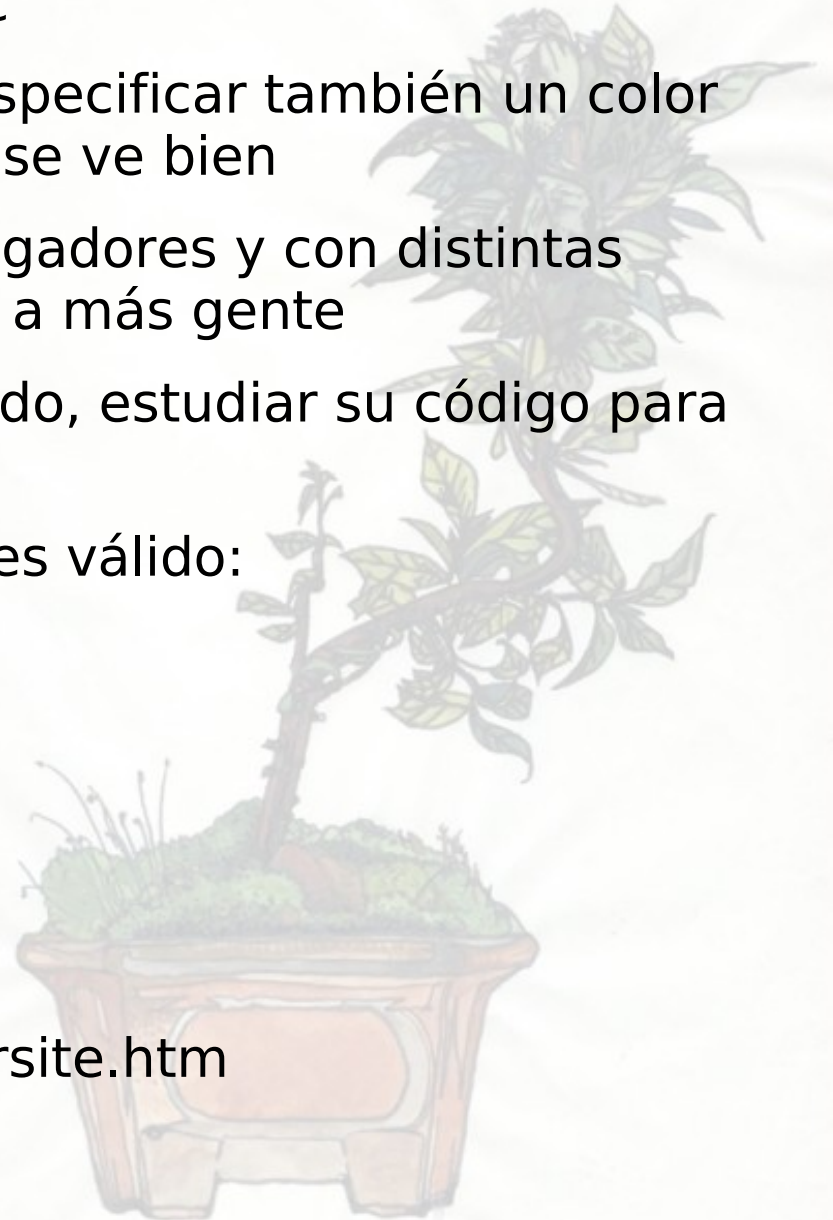 specificar también un color
se ve bien
gadores y con distintas
a más gente
do, estudiar su código para
es válido:
rsite.htm